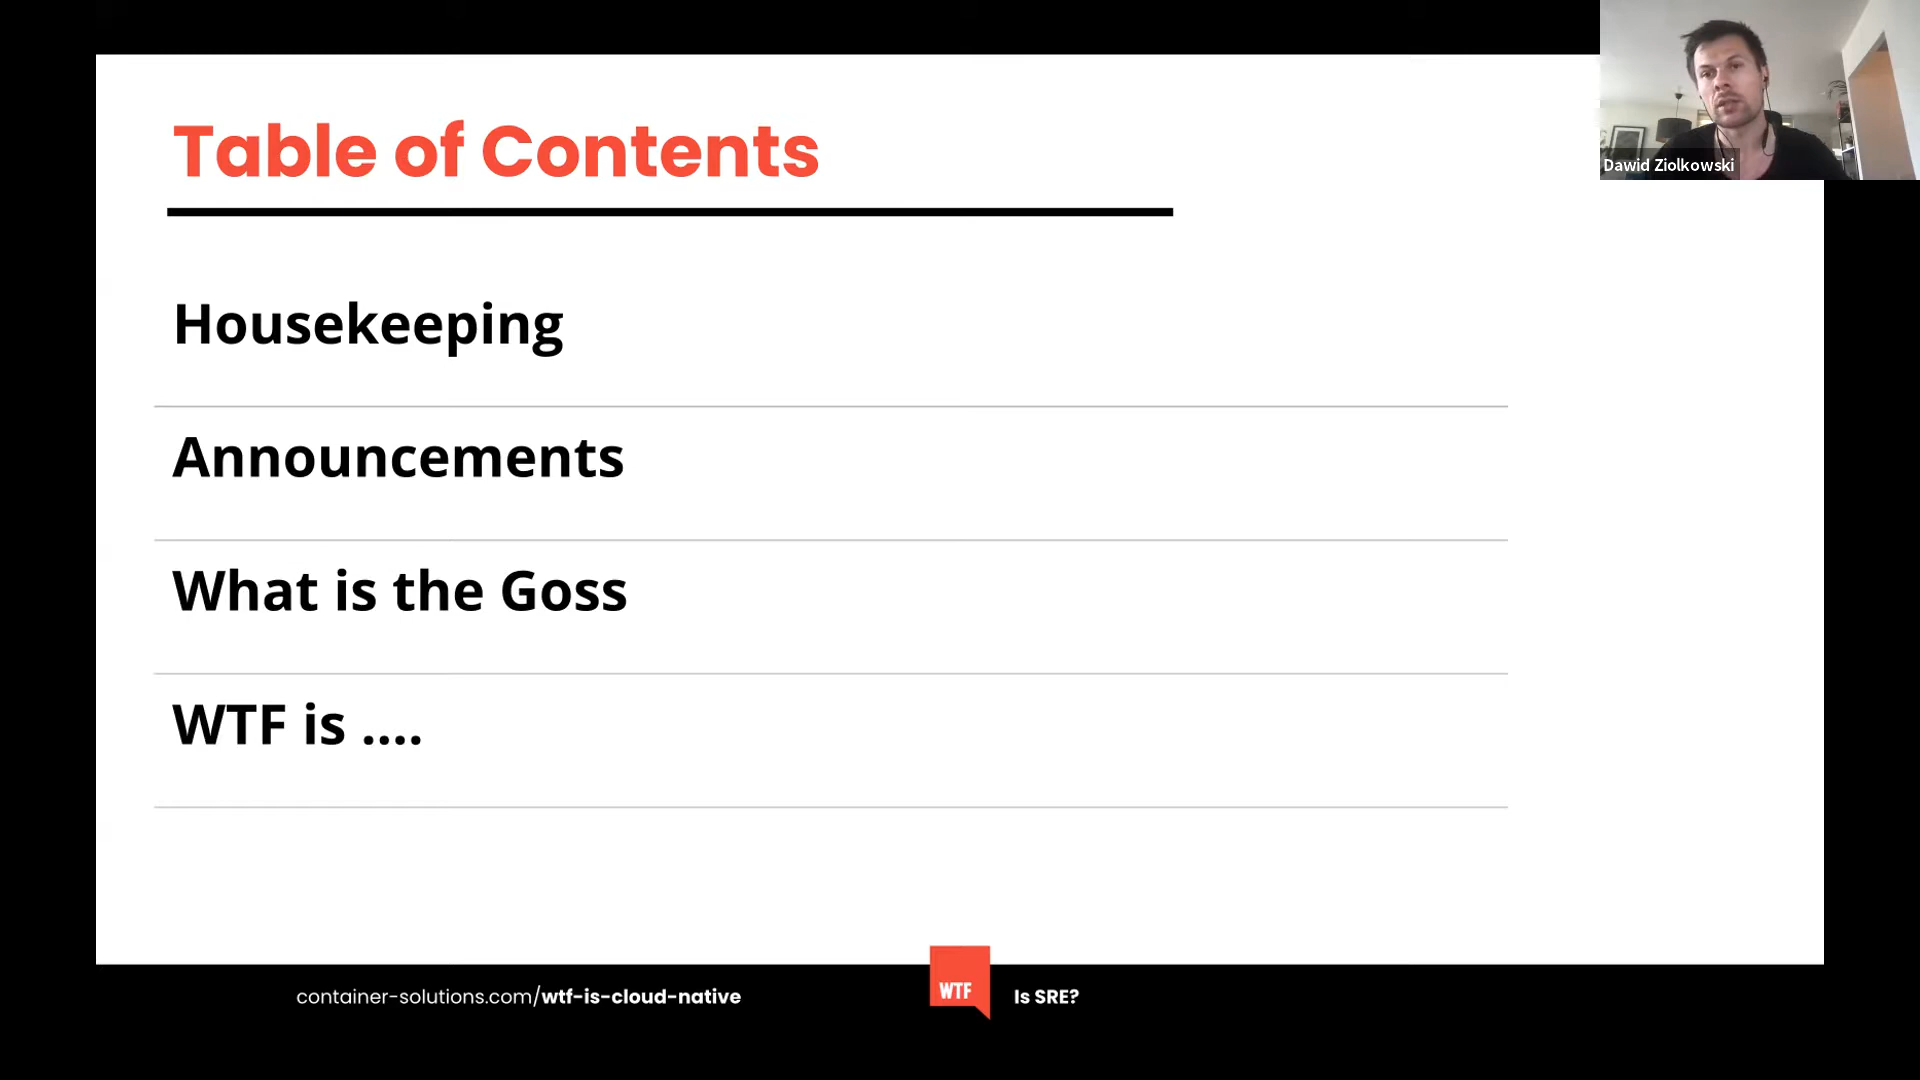 Table of Contents
Dawid Ziolkowski
Housekeeping
Announcements
What is the Goss
WTF is ....
container-solutions.com/wtf-is-cloud-native
WTF
Is SRE?